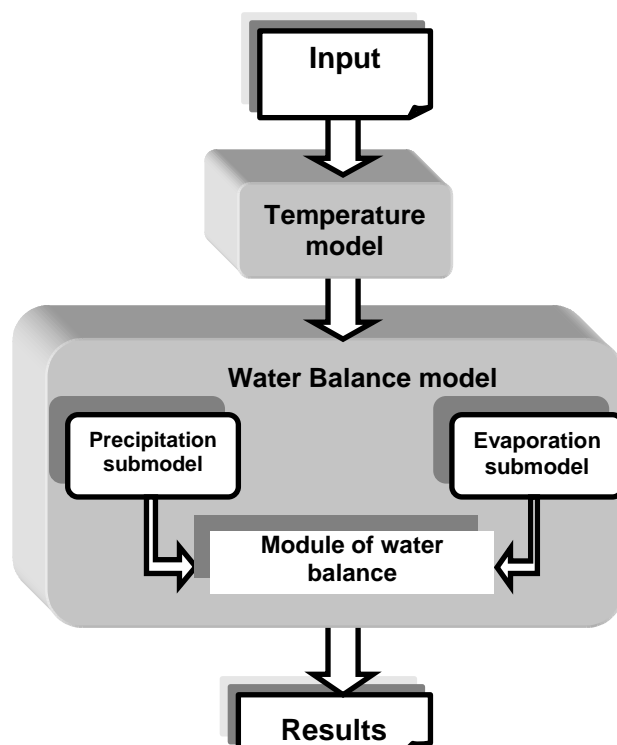 Input
Temperature
model
Water Balance model
Precipitation
submodel
Evaporation
submodel
Module of water
balance
Results